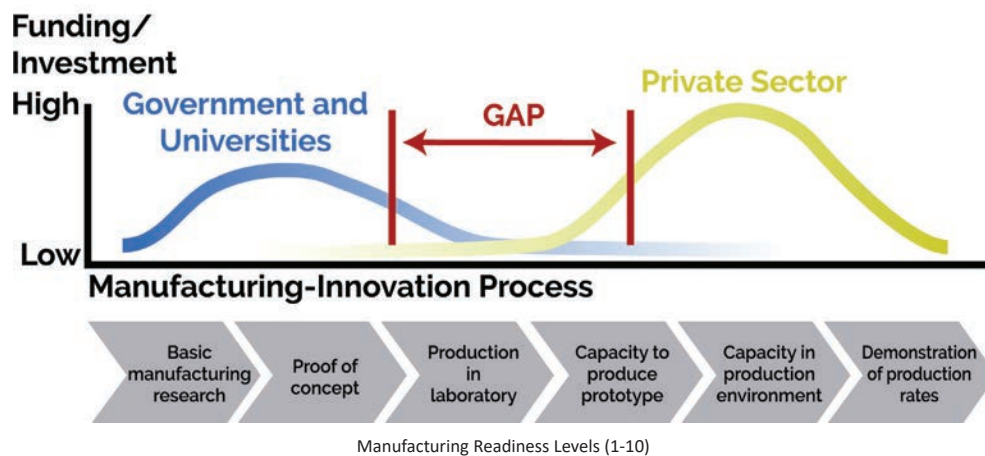 Funding/
Investment
High
Government and
Universities
GAP
Private Sector
Low
Manufacturing-Innovation Process
Basic
manufacturing
research
Proof of
concept
Production
in
laboratory
Capacity to
produce
prototype
Capacity in
production
environment
Demonstration
of production
rates
Manufacturing Readiness Levels (1-10)